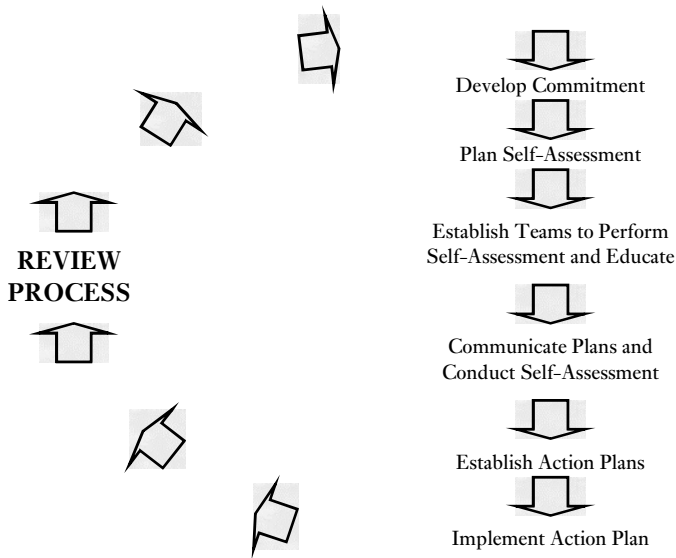 Develop Commitment
Plan Self-Assessment
Establish Teams to Perform
Self-Assessment and Educate
REVIEW
PROCESS
Communicate Plans and
Conduct Self-Assessment
Establish Action Plans
Implement Action Plan